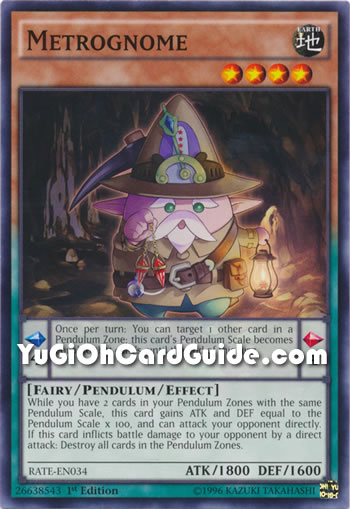 METROGNOME
EARTH
地
Once per turn: You can target 1 other card in a
Pendulum Zone; this card's Pendulum Scale becomes
YuGiOhCardGuide.com
[Fairy/Pendulum/Effect]
While you have 2 cards in your Pendulum Zones with the same
Pendulum Scale, this card gains ATK and DEF equal to the
Pendulum Scale x 100, and can attack your opponent directly.
If this card inflicts battle damage to your opponent by a direct
attack: Destroy all cards in the Pendulum Zones.
RATE-EN034
ATK/1800 DEF/1600
26638543 1st Edition
©1996 KAZUKI TAKAHASHI